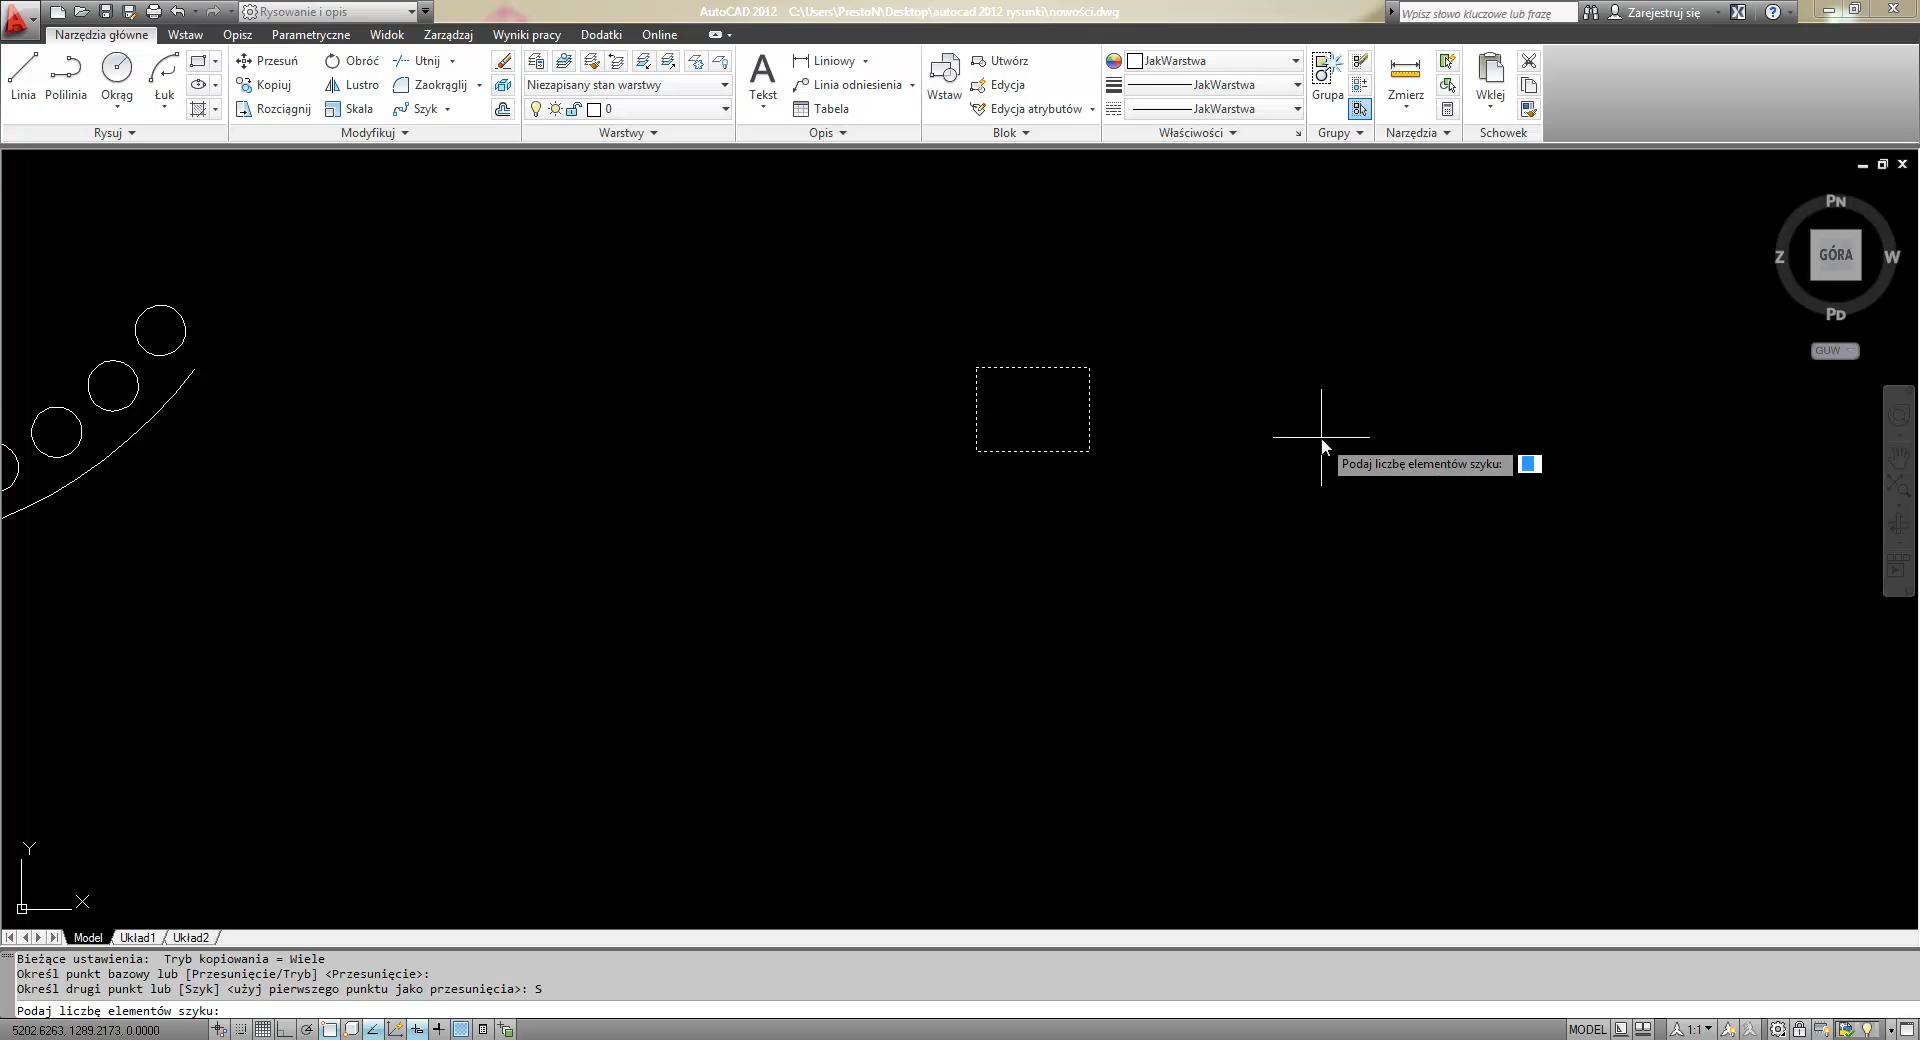 Rysowanie i opis
AutoCAD 2012 C:\Users\PrestoN\Desktop\autocad 2012 rysunki\nowości.dwg
Wpisz słowo kluczowe lub frazę
Zarejestruj się
Narzędzia główne Wstaw Opisz Parametryczne Widok Zarządzaj Wyniki pracy Dodatki Online
Linia Polilinia Okrąg Łuk
Rysuj
Przesuń Obróć Utnij
Kopiuj Lustro Zaokrąglij
Rozciągnij Skala Szyk
Modyfikuj
Niezapisany stan warstwy
0
Warstwy
Tekst
Liniowy
Linia odniesienia
Tabela
Opis
Wstaw
Utwórz
Edycja
Edycja atrybutów
Blok
JakWarstwa
JakWarstwa
JakWarstwa
Właściwości
Grupa
Grupy
Zmierz
Narzędzia
Wklej
Schowek
PN
Z GÓRA W
PD
GUW
Podaj liczbę elementów szyku:
Y
X
Model Układ1 Układ2
Bieżące ustawienia: Tryb kopiowania = Wiele
Określ punkt bazowy lub [Przesunięcie/Tryb] <Przesunięcie>:
Określ drugi punkt lub [Szyk] <użyj pierwszego punktu jako przesunięcia>: S
Podaj liczbę elementów szyku:
5202.6263, 1289.2173, 0.0000
MODEL
1:1